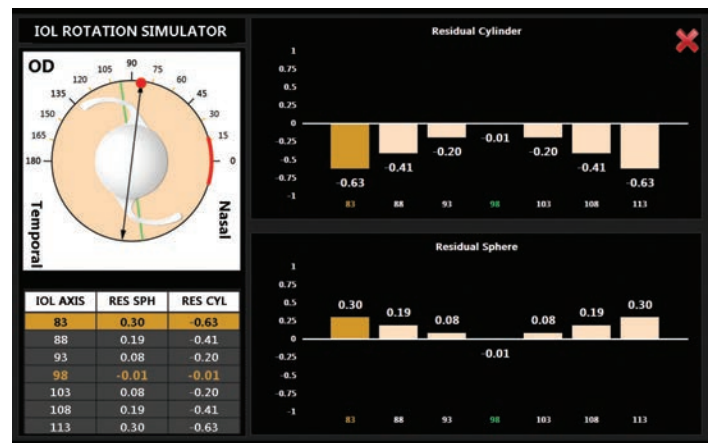 IOL ROTATION SIMULATOR
OD
90
105
75
120
60
135
45
150
30
165
15
180
0
Temporal
Nasal
IOL AXIS RES SPH RES CYL
83 0.30 -0.63
88 0.19 -0.41
93 0.08 -0.20
98 -0.01 -0.01
103 0.08 -0.20
108 0.19 -0.41
113 0.30 -0.63
Residual Cylinder
1
0.75
0.5
0.25
0
-0.25
-0.5
-0.75
-1
-0.63 -0.41 -0.20 -0.01 -0.20 -0.41 -0.63
83 88 93 98 103 108 113
Residual Sphere
1
0.75
0.5
0.25
0
-0.25
-0.5
-0.75
-1
0.30 0.19 0.08 -0.01 0.08 0.19 0.30
83 88 93 98 103 108 113